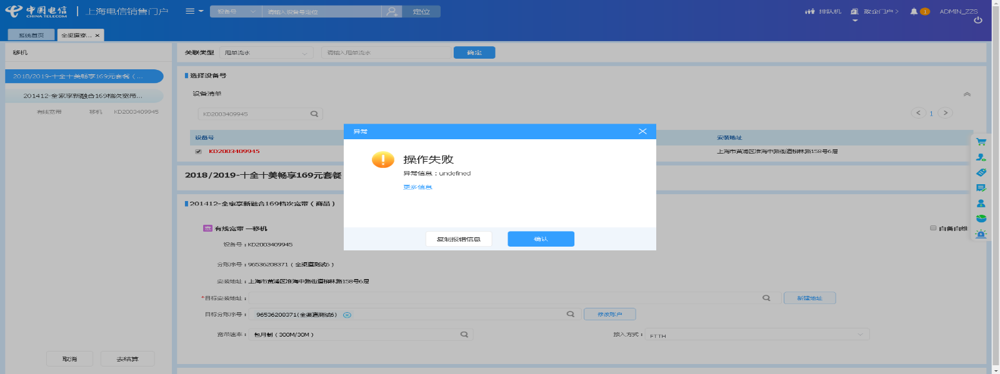 中国电信 CHINA TELECOM | 上海电信销售门户
设备号 请输入设备号定位 定位
排队机 政企门户 1 ADMIN_ZZS
系统首页 全渠道移...
移机
2018/2019-十全十美畅享169元套餐（...
201412-全家享新融合169档次宽带...
有线宽带 移机 KD2003409945
取消 去结算
关联类型 甩单流水 请输入甩单流水 确定
选择设备号
设备清单
KD2003409945
1
设备号 安装地址
KD2003409945 上海市黄浦区淮海中路街道柳林路158号6层
2018/2019-十全十美畅享169元套餐
201412-全家享新融合169档次宽带（商品）
宽 有线宽带 —移机
自备自维
设备号：KD2003409945
分账序号：96536208371（全渠道测试6）
安装地址：上海市黄浦区淮海中路街道柳林路158号6层
*目标安装地址： 新建地址
目标分账序号： 96536208371(全渠道测试6) 修改账户
宽带速率： 包月制（300M/30M） 接入方式： FTTH
异常
操作失败
异常信息：undefined
更多信息
复制报错信息 确认